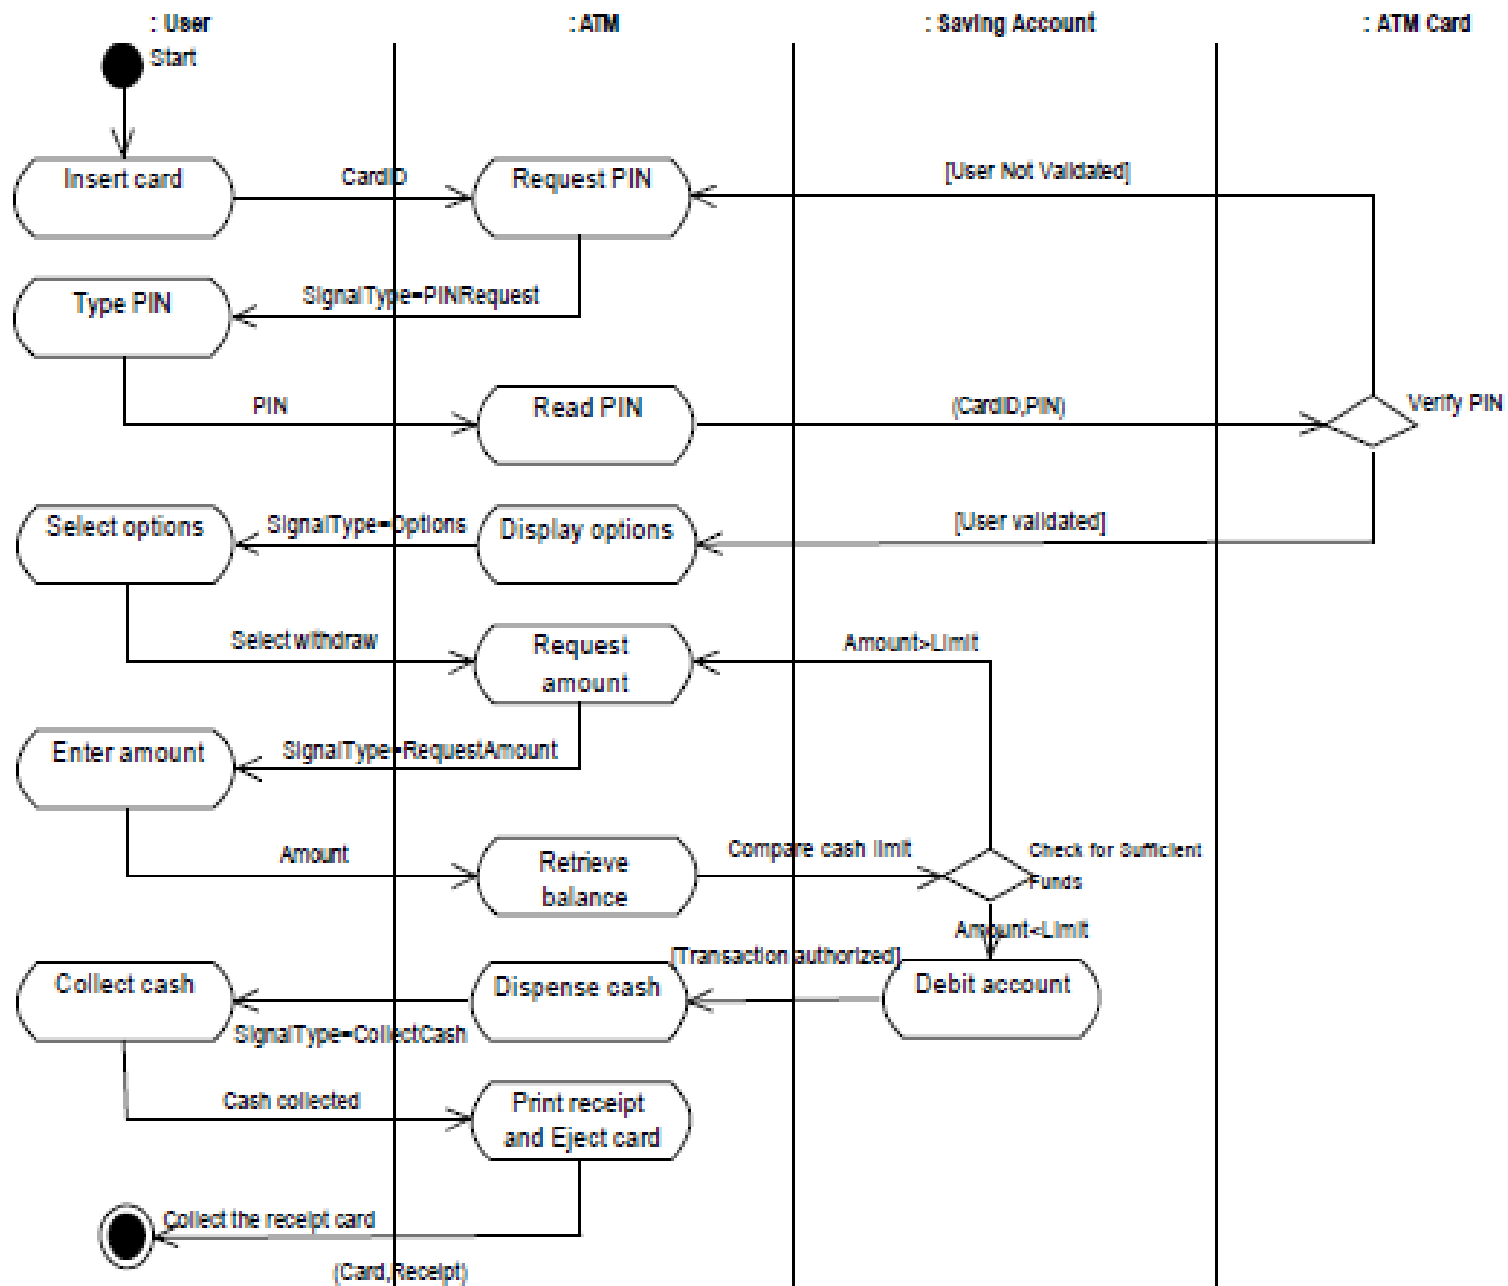 : User
: ATM
: Saving Account
: ATM Card
Start
Insert card
CardID
Request PIN
[User Not Validated]
Type PIN
SignalType=PINRequest
PIN
Read PIN
(CardID,PIN)
Verify PIN
Select options
SignalType=Options
Display options
[User validated]
Select withdraw
Request
amount
Amount>Limit
Enter amount
SignalType=RequestAmount
Amount
Retrieve
balance
Compare cash limit
Check for Sufficient
Funds
Amount<Limit
[Transaction authorized]
Collect cash
Dispense cash
Debit account
SignalType=CollectCash
Cash collected
Print receipt
and Eject card
Collect the receipt card
(Card,Receipt)